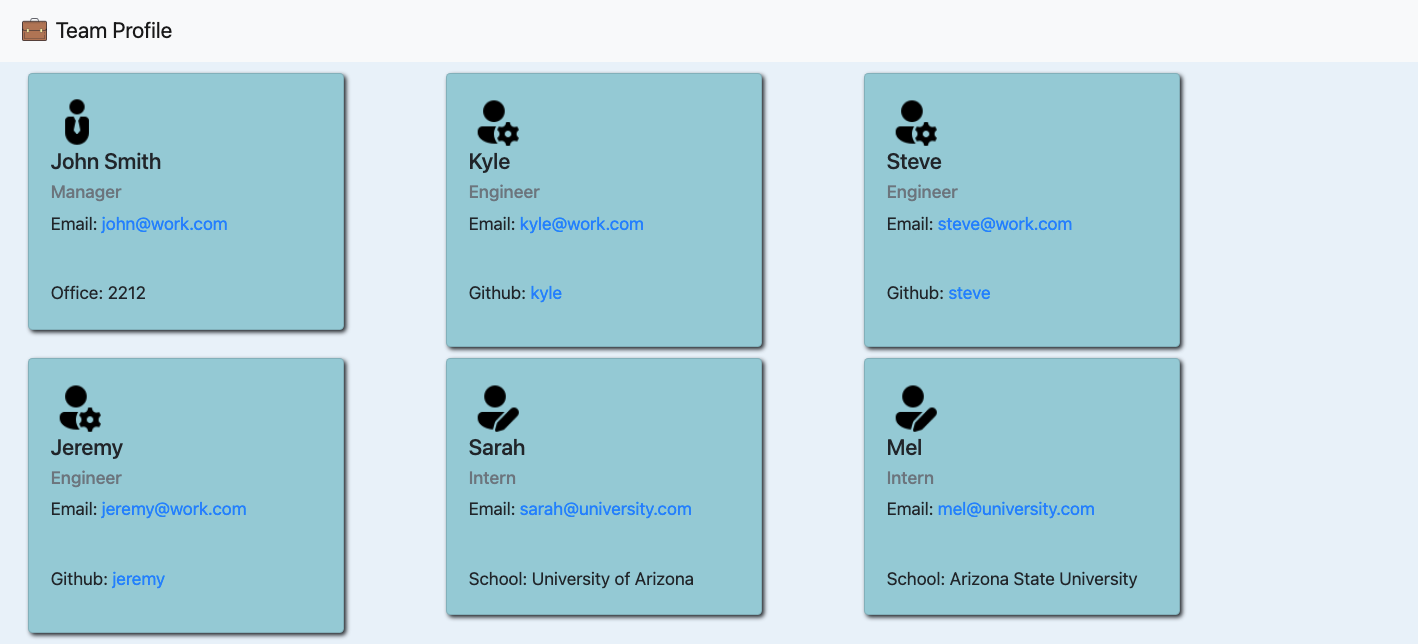 Team Profile
John Smith
Manager
Email: john@work.com
Office: 2212
Kyle
Engineer
Email: kyle@work.com
Github: kyle
Steve
Engineer
Email: steve@work.com
Github: steve
Jeremy
Engineer
Email: jeremy@work.com
Github: jeremy
Sarah
Intern
Email: sarah@university.com
School: University of Arizona
Mel
Intern
Email: mel@university.com
School: Arizona State University